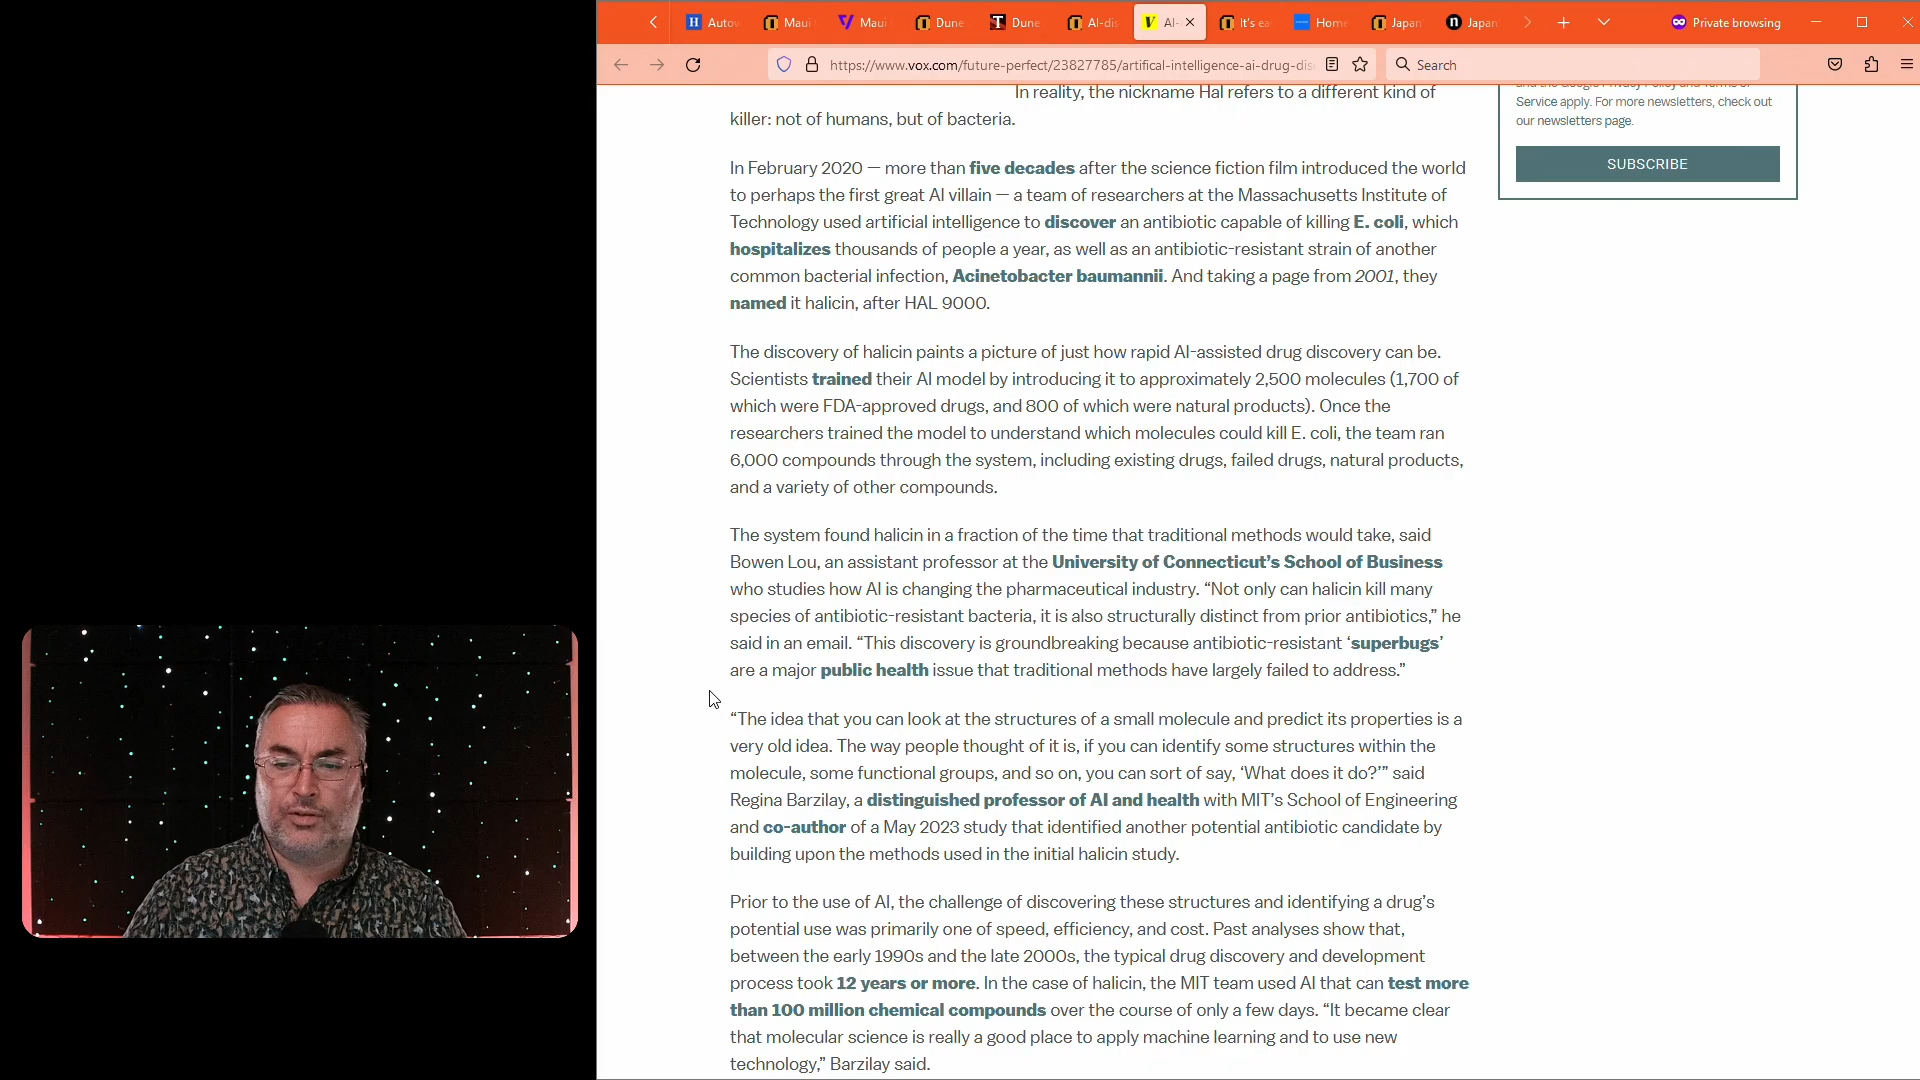 Autov
Maui
Maui
Dune
Dune
AI-dis
AI-
It's ea
Home
Japan
Japan
Private browsing
https://www.vox.com/future-perfect/23827785/artifical-intelligence-ai-drug-dis
Search
In reality, the nickname Hal refers to a different kind of
killer: not of humans, but of bacteria.
In February 2020 — more than five decades after the science fiction film introduced the world
to perhaps the first great AI villain — a team of researchers at the Massachusetts Institute of
Technology used artificial intelligence to discover an antibiotic capable of killing E. coli, which
hospitalizes thousands of people a year, as well as an antibiotic-resistant strain of another
common bacterial infection, Acinetobacter baumannii. And taking a page from 2001, they
named it halicin, after HAL 9000.
The discovery of halicin paints a picture of just how rapid AI-assisted drug discovery can be.
Scientists trained their AI model by introducing it to approximately 2,500 molecules (1,700 of
which were FDA-approved drugs, and 800 of which were natural products). Once the
researchers trained the model to understand which molecules could kill E. coli, the team ran
6,000 compounds through the system, including existing drugs, failed drugs, natural products,
and a variety of other compounds.
The system found halicin in a fraction of the time that traditional methods would take, said
Bowen Lou, an assistant professor at the University of Connecticut’s School of Business
who studies how AI is changing the pharmaceutical industry. “Not only can halicin kill many
species of antibiotic-resistant bacteria, it is also structurally distinct from prior antibiotics,” he
said in an email. “This discovery is groundbreaking because antibiotic-resistant ‘superbugs’
are a major public health issue that traditional methods have largely failed to address.”
“The idea that you can look at the structures of a small molecule and predict its properties is a
very old idea. The way people thought of it is, if you can identify some structures within the
molecule, some functional groups, and so on, you can sort of say, ‘What does it do?’” said
Regina Barzilay, a distinguished professor of AI and health with MIT’s School of Engineering
and co-author of a May 2023 study that identified another potential antibiotic candidate by
building upon the methods used in the initial halicin study.
Prior to the use of AI, the challenge of discovering these structures and identifying a drug’s
potential use was primarily one of speed, efficiency, and cost. Past analyses show that,
between the early 1990s and the late 2000s, the typical drug discovery and development
process took 12 years or more. In the case of halicin, the MIT team used AI that can test more
than 100 million chemical compounds over the course of only a few days. “It became clear
that molecular science is really a good place to apply machine learning and to use new
technology,” Barzilay said.
and the Google Privacy Policy and Terms of
Service apply. For more newsletters, check out
our newsletters page.
SUBSCRIBE